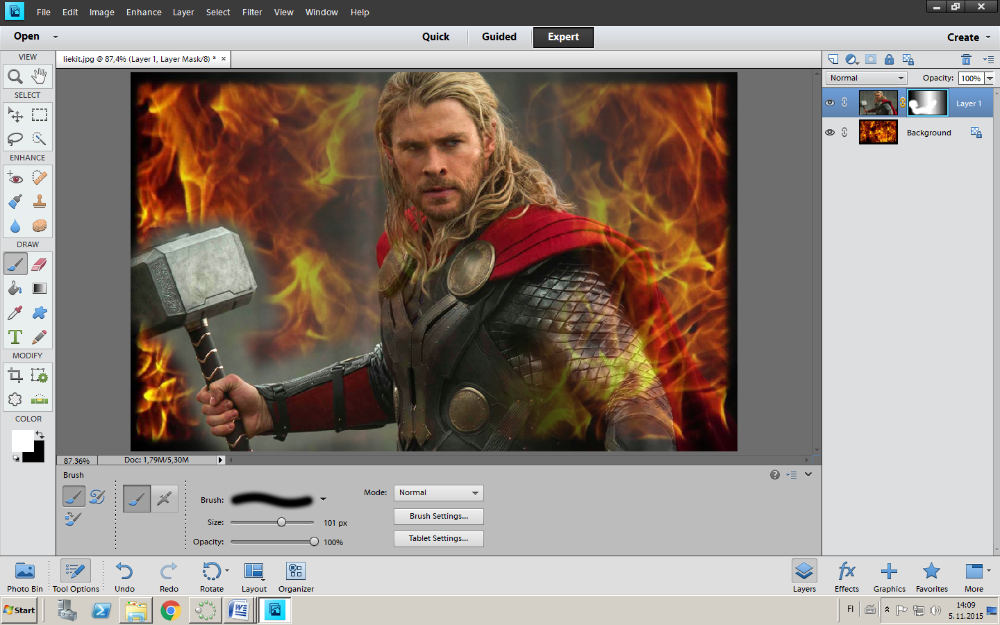 File Edit Image Enhance Layer Select Filter View Window Help
Open Quick Guided Expert Create
VIEW
liekit.jpg @ 87,4% (Layer 1, Layer Mask/8) * ×
SELECT
ENHANCE
DRAW
T
MODIFY
COLOR
Normal Opacity: 100%
Layer 1
Background
87.36% Doc: 1,79M/5,30M
Brush
Brush:
Size: 101 px
Opacity: 100%
Mode: Normal
Brush Settings...
Tablet Settings...
Photo Bin Tool Options Undo Redo Rotate Layout Organizer Layers fx Effects Graphics Favorites More
Start FI 14:09
5.11.2015